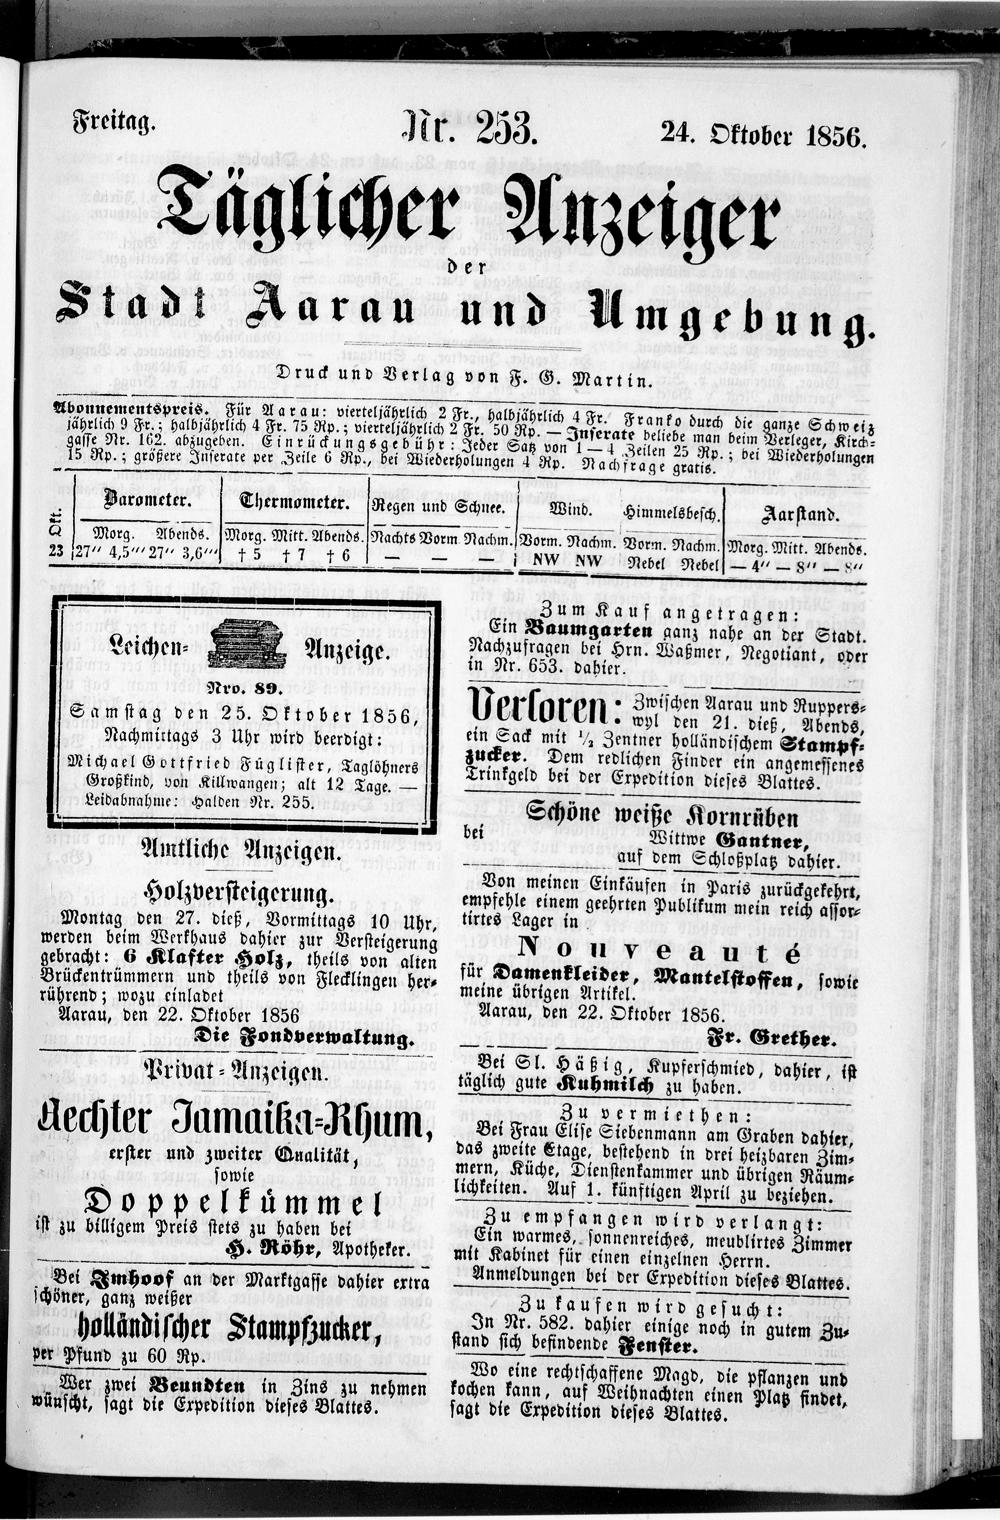 Freitag.
Nr. 253.
24. Oktober 1856.
Täglicher Anzeiger
der
Stadt Aarau und Umgebung.
Druck und Verlag von F. G. Martin.
Abonnementspreis. Für Aarau: vierteljährlich 2 Fr., halbjährlich 4 Fr. Franko durch die ganze Schweiz
jährlich 9 Fr.; halbjährlich 4 Fr. 75 Rp.; vierteljährlich 2 Fr. 50 Rp. — Inserate beliebe man beim Verleger, Kirch-
gasse Nr. 162. abzugeben. Einrückungsgebühr: Jeder Satz von 1—4 Zeilen 25 Rp.; bei Wiederholungen
15 Rp.; größere Inserate per Zeile 6 Rp., bei Wiederholungen 4 Rp. Nachfrage gratis.
Okt. Barometer. Thermometer. Regen und Schnee. Wind. Himmelsbesch. Aarstand.
Morg. Abends. Morg. Mitt. Abends. Nachts Vorm Nachm. Vorm. Nachm. Vorm. Nachm. Morg. Mitt. Abends.
23 27'' 4,5''' 27'' 3,6''' † 5 † 7 † 6 — — — NW NW Nebel Nebel — 4'' — 8'' — 8''
Leichen-Anzeige.
Nro. 89.
Samstag den 25. Oktober 1856,
Nachmittags 3 Uhr wird beerdigt:
Michael Gottfried Füglister, Taglöhners
Großkind, von Killwangen; alt 12 Tage. —
Leidabnahme: Halden Nr. 255.
Amtliche Anzeigen.
Holzversteigerung.
Montag den 27. dieß, Vormittags 10 Uhr,
werden beim Werkhaus dahier zur Versteigerung
gebracht: 6 Klafter Holz, theils von alten
Brückentrümmern und theils von Flecklingen her-
rührend; wozu einladet
Aarau, den 22. Oktober 1856
Die Fondverwaltung.
Privat-Anzeigen.
Aechter Jamaika-Rhum,
erster und zweiter Qualität,
sowie
Doppelkümmel
ist zu billigem Preis stets zu haben bei
H. Röhr, Apotheker.
Bei Imhoof an der Marktgasse dahier extra
schöner, ganz weißer
holländischer Stampfzucker,
per Pfund zu 60 Rp.
Wer zwei Beundten in Zins zu nehmen
wünscht, sagt die Expedition dieses Blattes.
Zum Kauf angetragen:
Ein Baumgarten ganz nahe an der Stadt.
Nachzufragen bei Hrn. Waßmer, Negotiant, oder
in Nr. 653. dahier.
Verloren: Zwischen Aarau und Ruppers-
wyl den 21. dieß, Abends,
ein Sack mit ½ Zentner holländischem Stampf-
zucker. Dem redlichen Finder ein angemessenes
Trinkgeld bei der Expedition dieses Blattes.
Schöne weiße Kornrüben
bei Wittwe Gantner,
auf dem Schloßplatz dahier.
Von meinen Einkäufen in Paris zurückgekehrt,
empfehle einem geehrten Publikum mein reich assor-
tirtes Lager in
Nouveauté
für Damenkleider, Mantelstoffen, sowie
meine übrigen Artikel.
Aarau, den 22. Oktober 1856.
Fr. Grether.
Bei Sl. Häßig, Kupferschmied, dahier, ist
täglich gute Kuhmilch zu haben.
Zu vermiethen:
Bei Frau Elise Siebenmann am Graben dahier,
das zweite Etage, bestehend in drei heizbaren Zim-
mern, Küche, Dienstenkammer und übrigen Räum-
lichkeiten. Auf 1. künftigen April zu beziehen.
Zu empfangen wird verlangt:
Ein warmes, sonnenreiches, meublirtes Zimmer
mit Kabinet für einen einzelnen Herrn.
Anmeldungen bei der Expedition dieses Blattes.
Zu kaufen wird gesucht:
In Nr. 582. dahier einige noch in gutem Zu-
stand sich befindende Fenster.
Wo eine rechtschaffene Magd, die pflanzen und
kochen kann, auf Weihnachten einen Platz findet,
sagt die Expedition dieses Blattes.